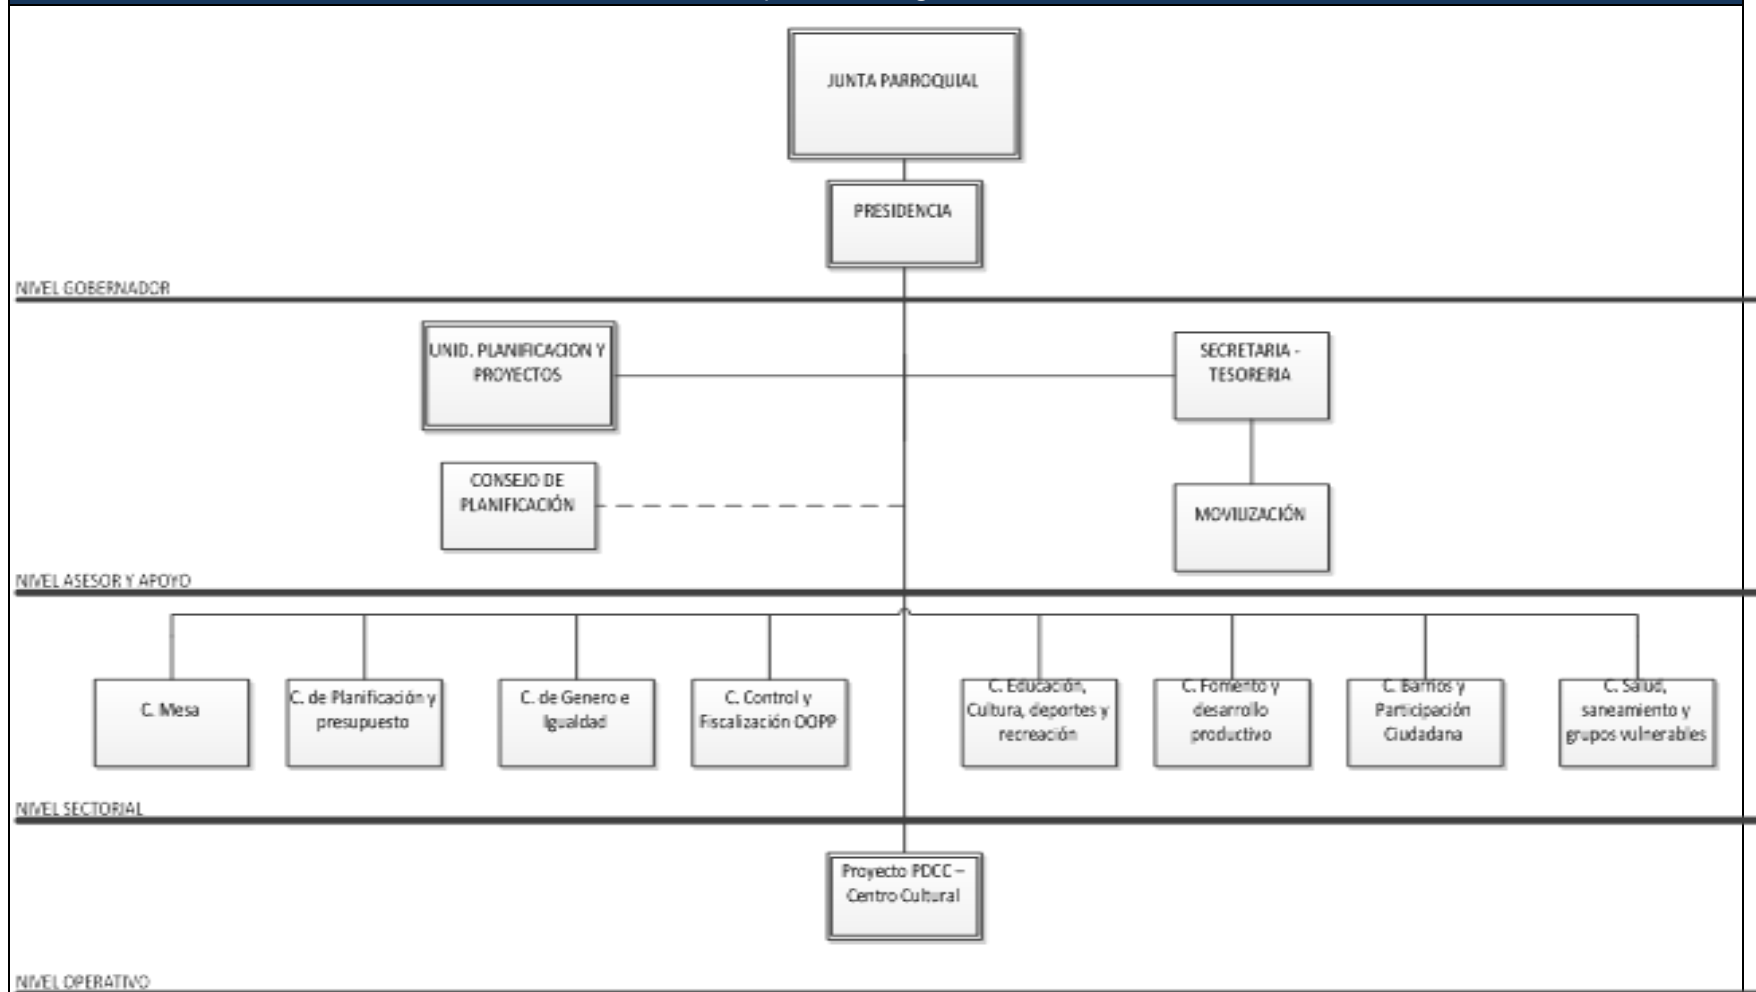 JUNTA PARROQUIAL
PRESIDENCIA
NIVEL GOBERNADOR
UNID. PLANIFICACION Y
PROYECTOS
SECRETARIA -
TESORERIA
CONSEJO DE
PLANIFICACIÓN
MOVILIZACIÓN
NIVEL ASESOR Y APOYO
C. Mesa
C. de Planificación y
presupuesto
C. de Genero e
Igualdad
C. Control y
Fiscalización OOPP
C. Educación,
Cultura, deportes y
recreación
C. Fomento y
desarrollo
productivo
C. Barrios y
Participación
Ciudadana
C. Salud,
saneamiento y
grupos vulnerables
NIVEL SECTORIAL
Proyecto PDCC –
Centro Cultural
NIVEL OPERATIVO